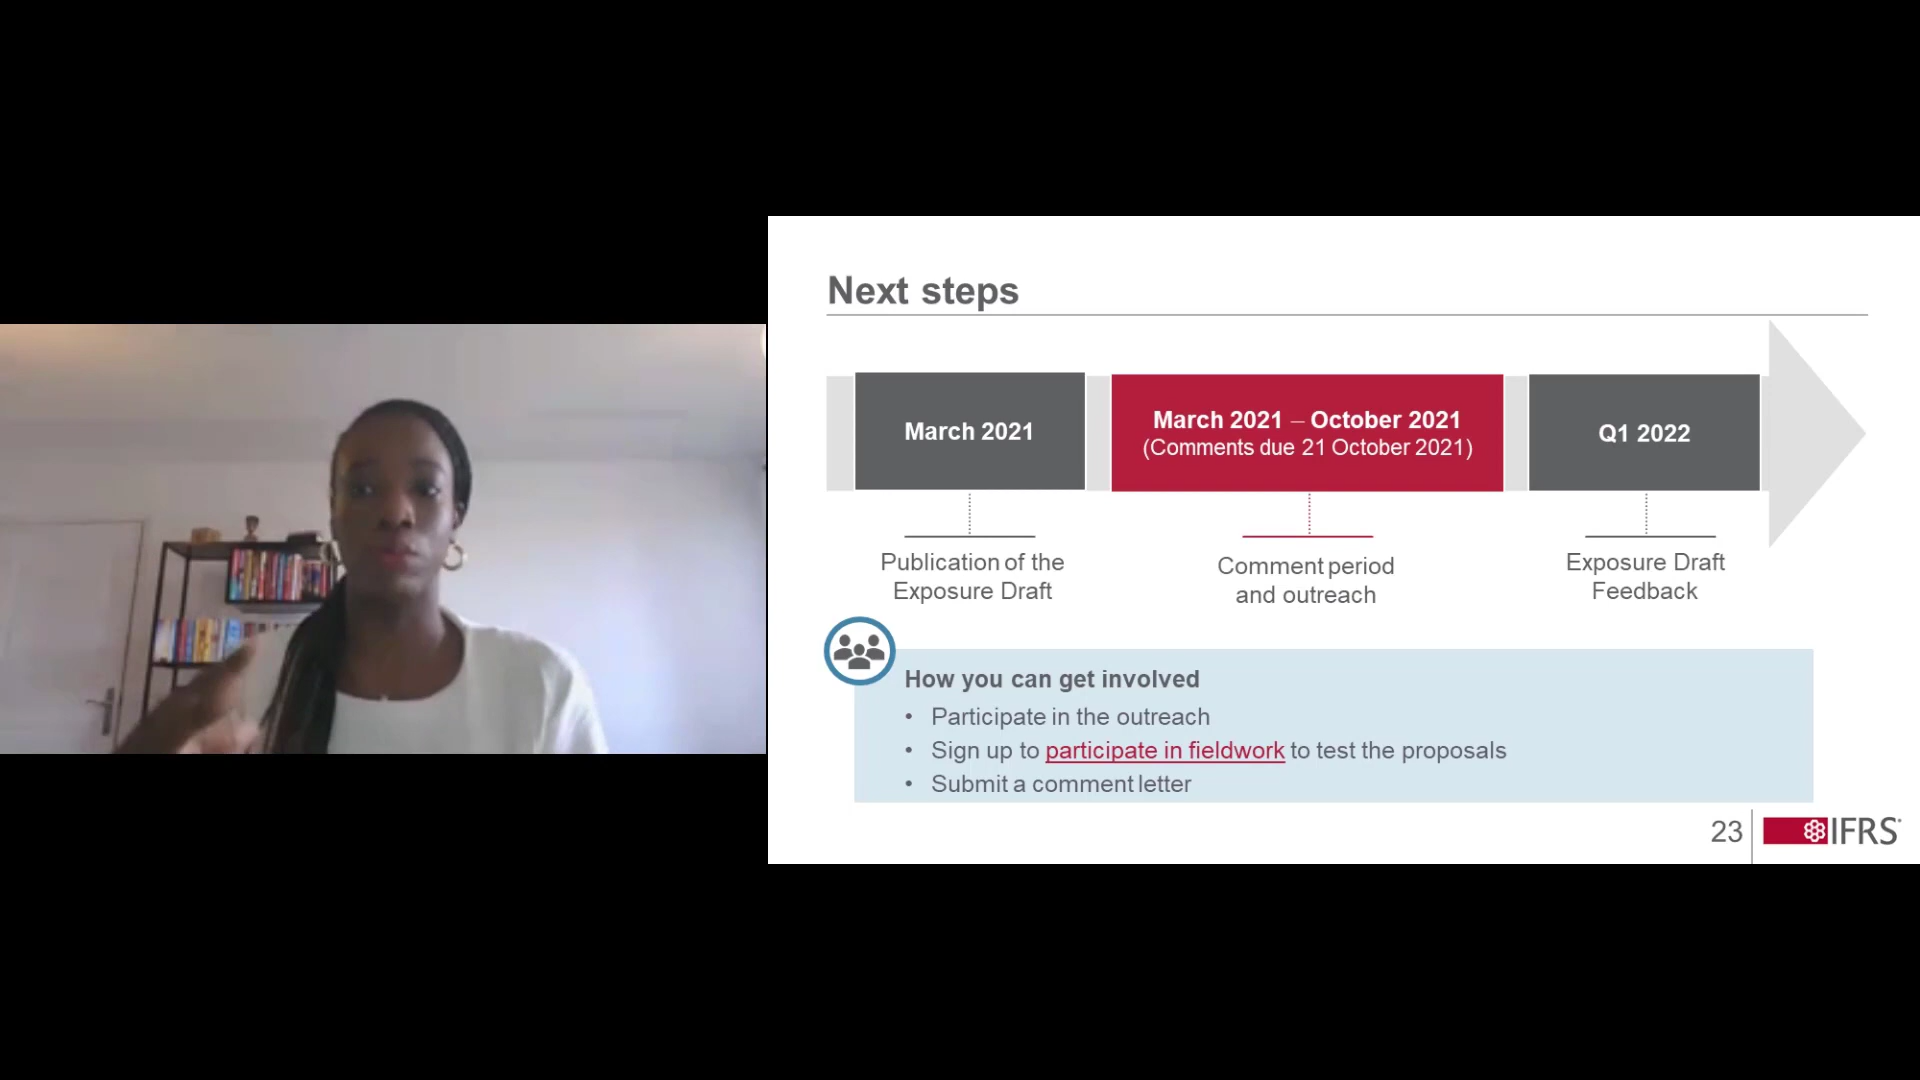 Next steps
March 2021
March 2021 – October 2021
(Comments due 21 October 2021)
Q1 2022
Publication of the
Exposure Draft
Comment period
and outreach
Exposure Draft
Feedback
How you can get involved
• Participate in the outreach
• Sign up to participate in fieldwork to test the proposals
• Submit a comment letter
23
IFRS